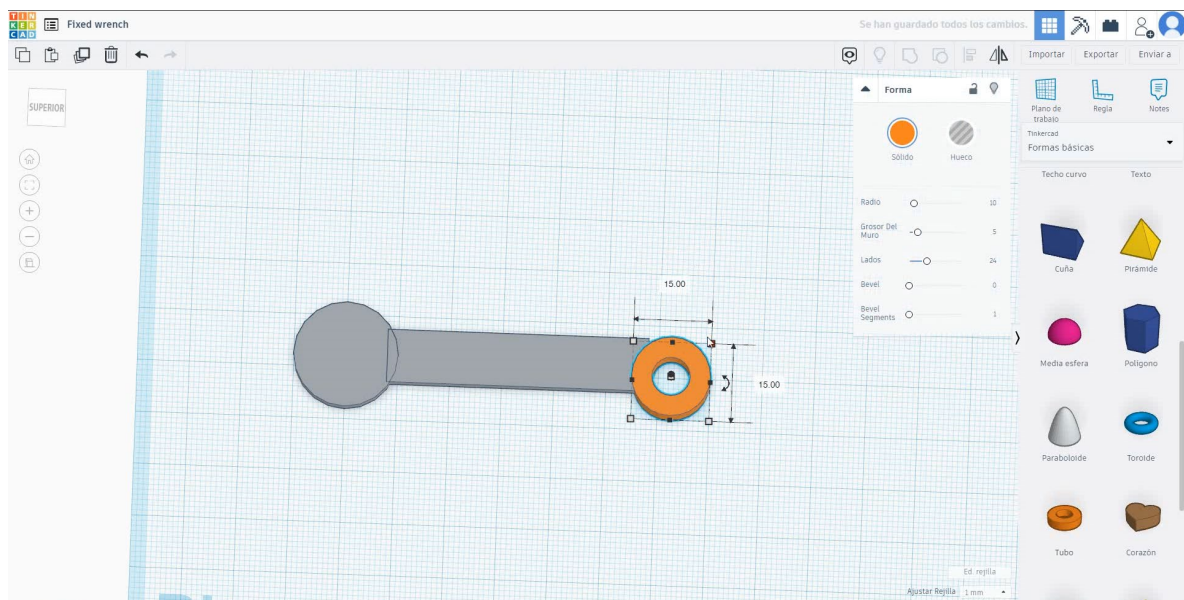 TIN
KER
CAD
Fixed wrench
Se han guardado todos los cambios.
Importar
Exportar
Enviar a
SUPERIOR
Forma
Sólido
Hueco
Radio
10
Grosor Del
Muro
5
Lados
24
Bevel
0
Bevel
Segments
1
15.00
15.00
Plano de
trabajo
Regla
Notes
Tinkercad
Formas básicas
Techo curvo
Texto
Cuña
Pirámide
Media esfera
Polígono
Paraboloide
Toroide
Tubo
Corazón
Ed. rejilla
Ajustar Rejilla
1 mm